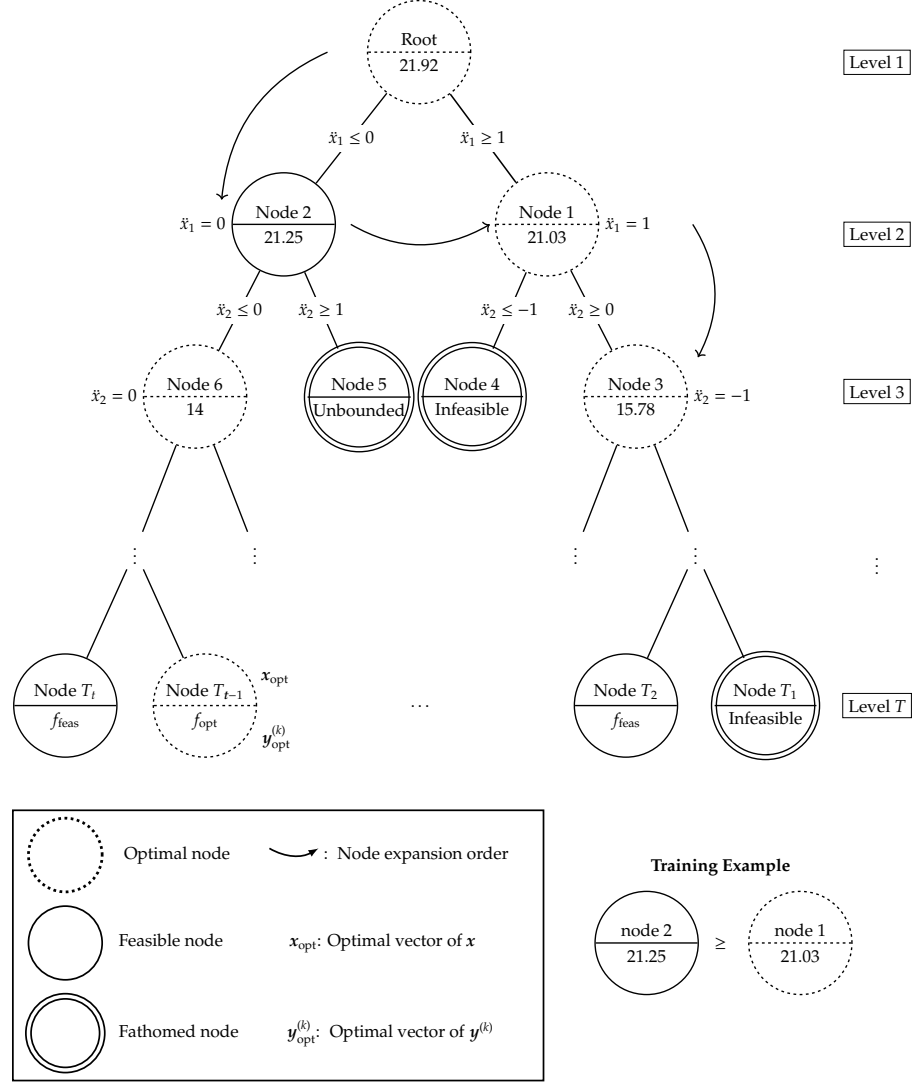 Root
21.92
Level 1
ẍ₁ ≤ 0
ẍ₁ ≥ 1
ẍ₁ = 0
Node 2
21.25
Node 1
21.03
ẍ₁ = 1
Level 2
ẍ₂ ≤ 0
ẍ₂ ≥ 1
ẍ₂ ≤ −1
ẍ₂ ≥ 0
ẍ₂ = 0
Node 6
14
Node 5
Unbounded
Node 4
Infeasible
Node 3
15.78
ẍ₂ = −1
Level 3
⋮
⋮
⋮
⋮
⋮
Node T_t
f_feas
Node T_{t−1}
f_opt
x_opt
y_opt^{(k)}
...
Node T₂
f_feas
Node T₁
Infeasible
Level T
Optimal node
: Node expansion order
Feasible node
x_opt: Optimal vector of x
Fathomed node
y_opt^{(k)}: Optimal vector of y^{(k)}
Training Example
node 2
21.25
≥
node 1
21.03